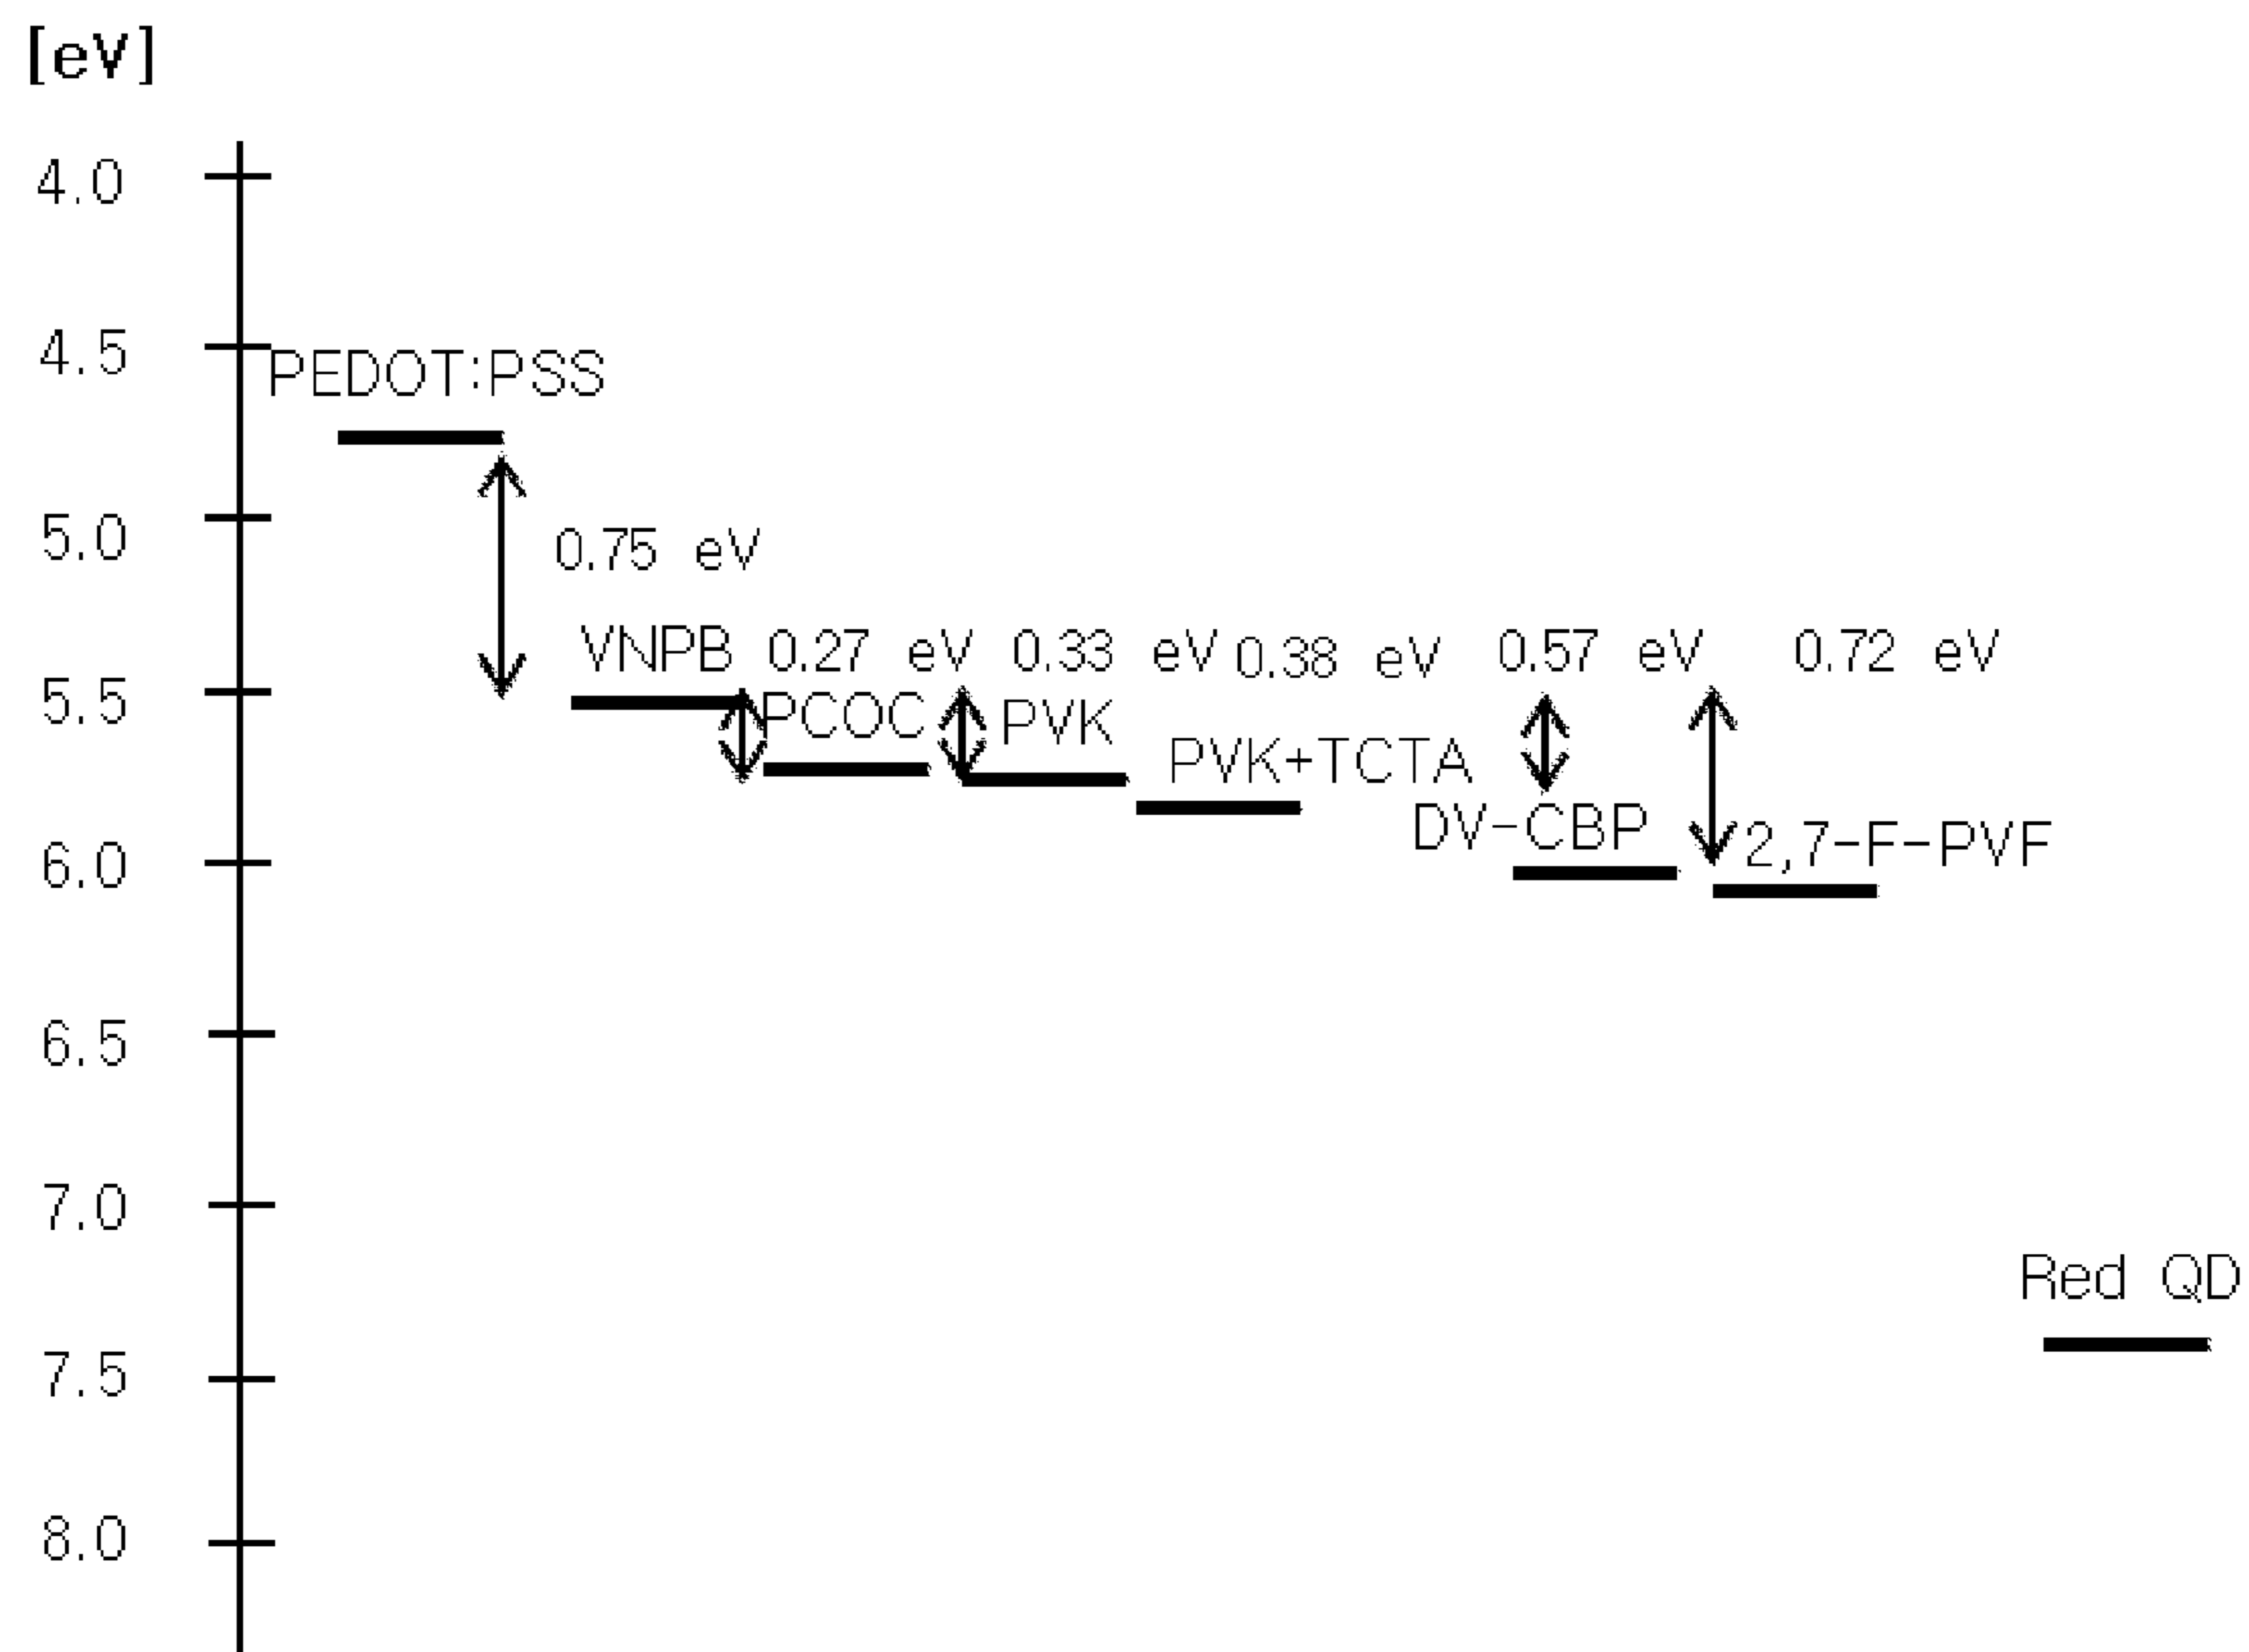 [eV]
4.0
4.5
PEDOT:PSS
5.0
0.75 eV
VNPB 0.27 eV 0.33 eV 0.38 eV 0.57 eV 0.72 eV
5.5
PCOC
PVK
PVK+TCTA
DV-CBP
2,7-F-PVF
6.0
6.5
7.0
Red QD
7.5
8.0